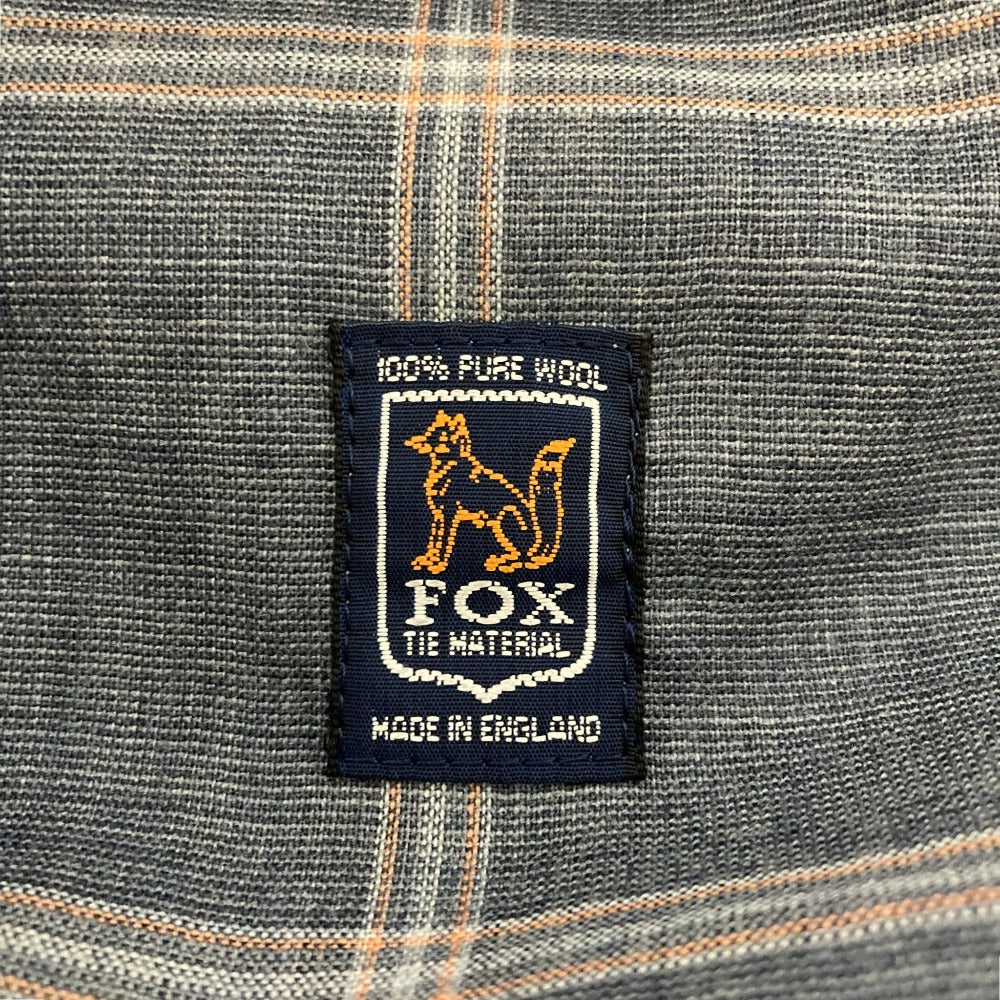 100% PURE WOOL
FOX
TIE MATERIAL
MADE IN ENGLAND